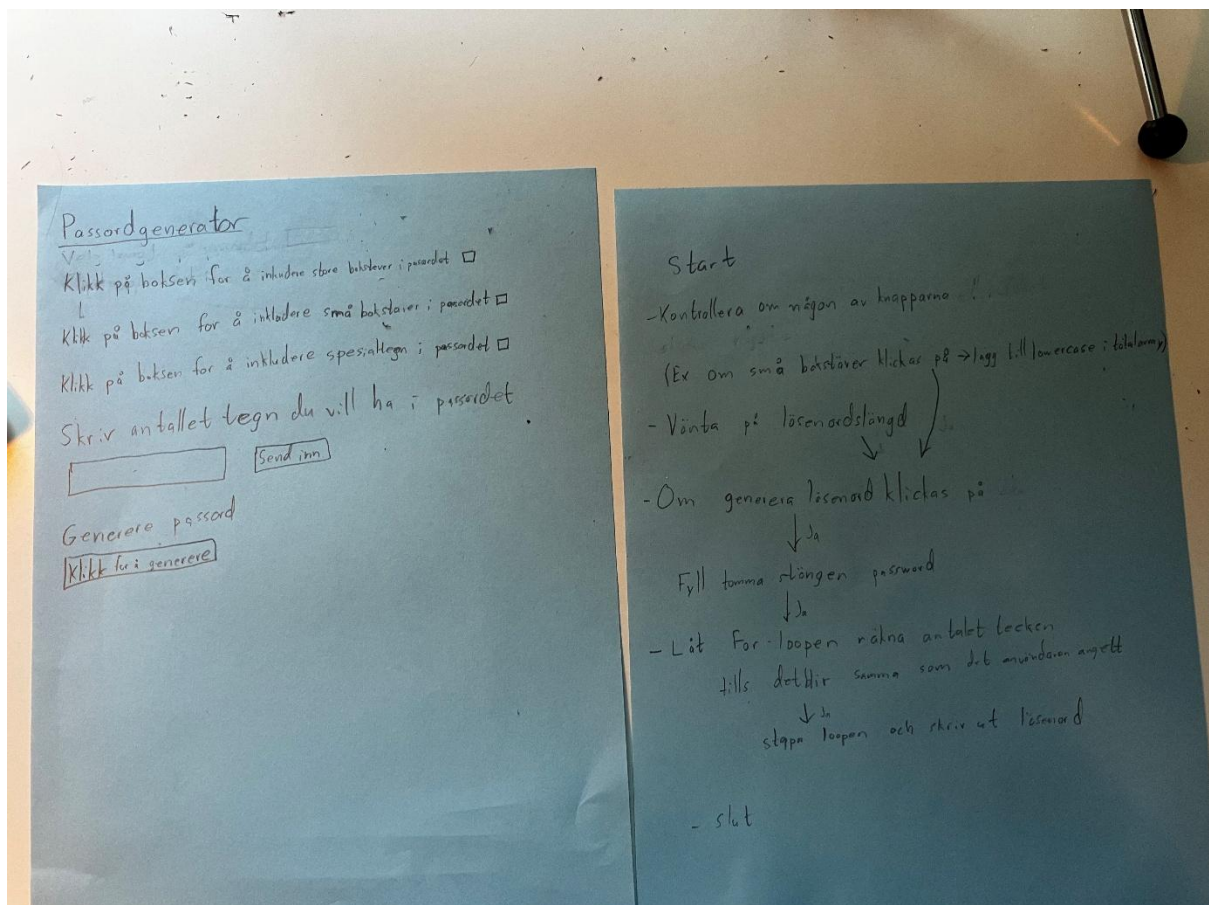 Passordgenerator
Klikk på boksen for å inkludere store bokstaver i passordet
Klikk på boksen for å inkludere små bokstaver i passordet
Klikk på boksen for å inkludere spesialtegn i passordet
Skriv antallet tegn du vill ha i passordet
Send inn
Generere passord
Klikk for å generere
Start
-Kontrollera om någon av knapparna
(Ex om små bokstäver klickas på → lägg till lowercase i totalarray)
- Vänta på lösenordslängd
-Om generera lösenord klickas på
Ja
Fyll tomma stängen password
Ja
- Låt For-loopen räkna antalet tecken
tills det blir samma som det användaren angett
Ja
stapa loopen och skriv ut lösenord
- slut